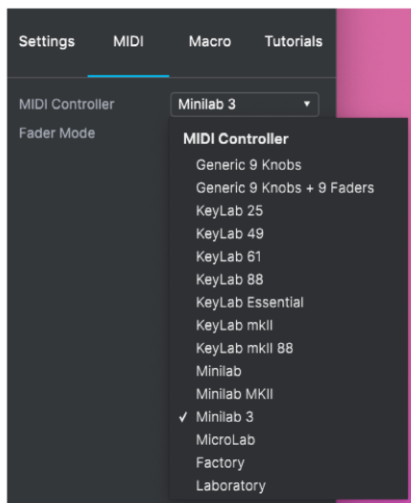 Settings MIDI Macro Tutorials
MIDI Controller Minilab 3
Fader Mode
MIDI Controller
Generic 9 Knobs
Generic 9 Knobs + 9 Faders
KeyLab 25
KeyLab 49
KeyLab 61
KeyLab 88
KeyLab Essential
KeyLab mkII
KeyLab mkII 88
Minilab
Minilab MKII
✓ Minilab 3
MicroLab
Factory
Laboratory